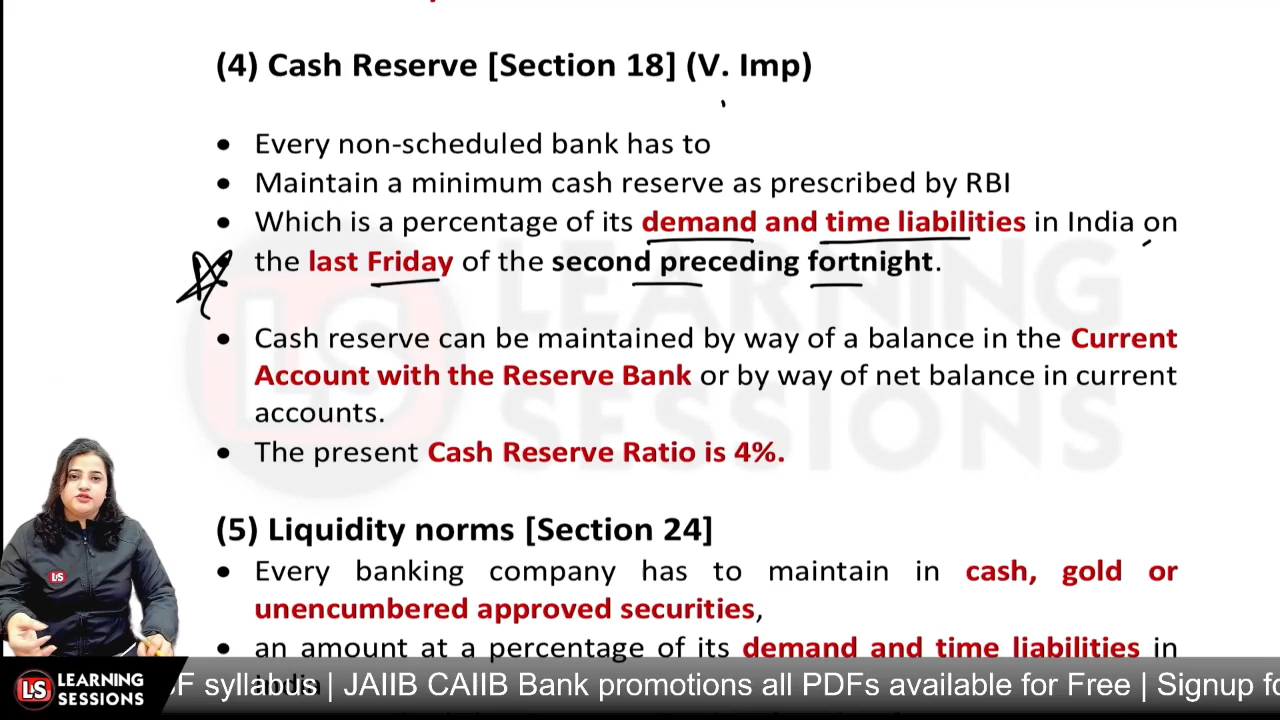 (4) Cash Reserve [Section 18] (V. Imp)
• Every non-scheduled bank has to
• Maintain a minimum cash reserve as prescribed by RBI
• Which is a percentage of its demand and time liabilities in India on
the last Friday of the second preceding fortnight.
• Cash reserve can be maintained by way of a balance in the Current
Account with the Reserve Bank or by way of net balance in current
accounts.
• The present Cash Reserve Ratio is 4%.
(5) Liquidity norms [Section 24]
• Every banking company has to maintain in cash, gold or
unencumbered approved securities,
• an amount at a percentage of its demand and time liabilities in
India
LS LEARNING
SESSIONS
LS
LS LEARNING
SESSIONS
F syllabus | JAIIB CAIIB Bank promotions all PDFs available for Free | Signup fo